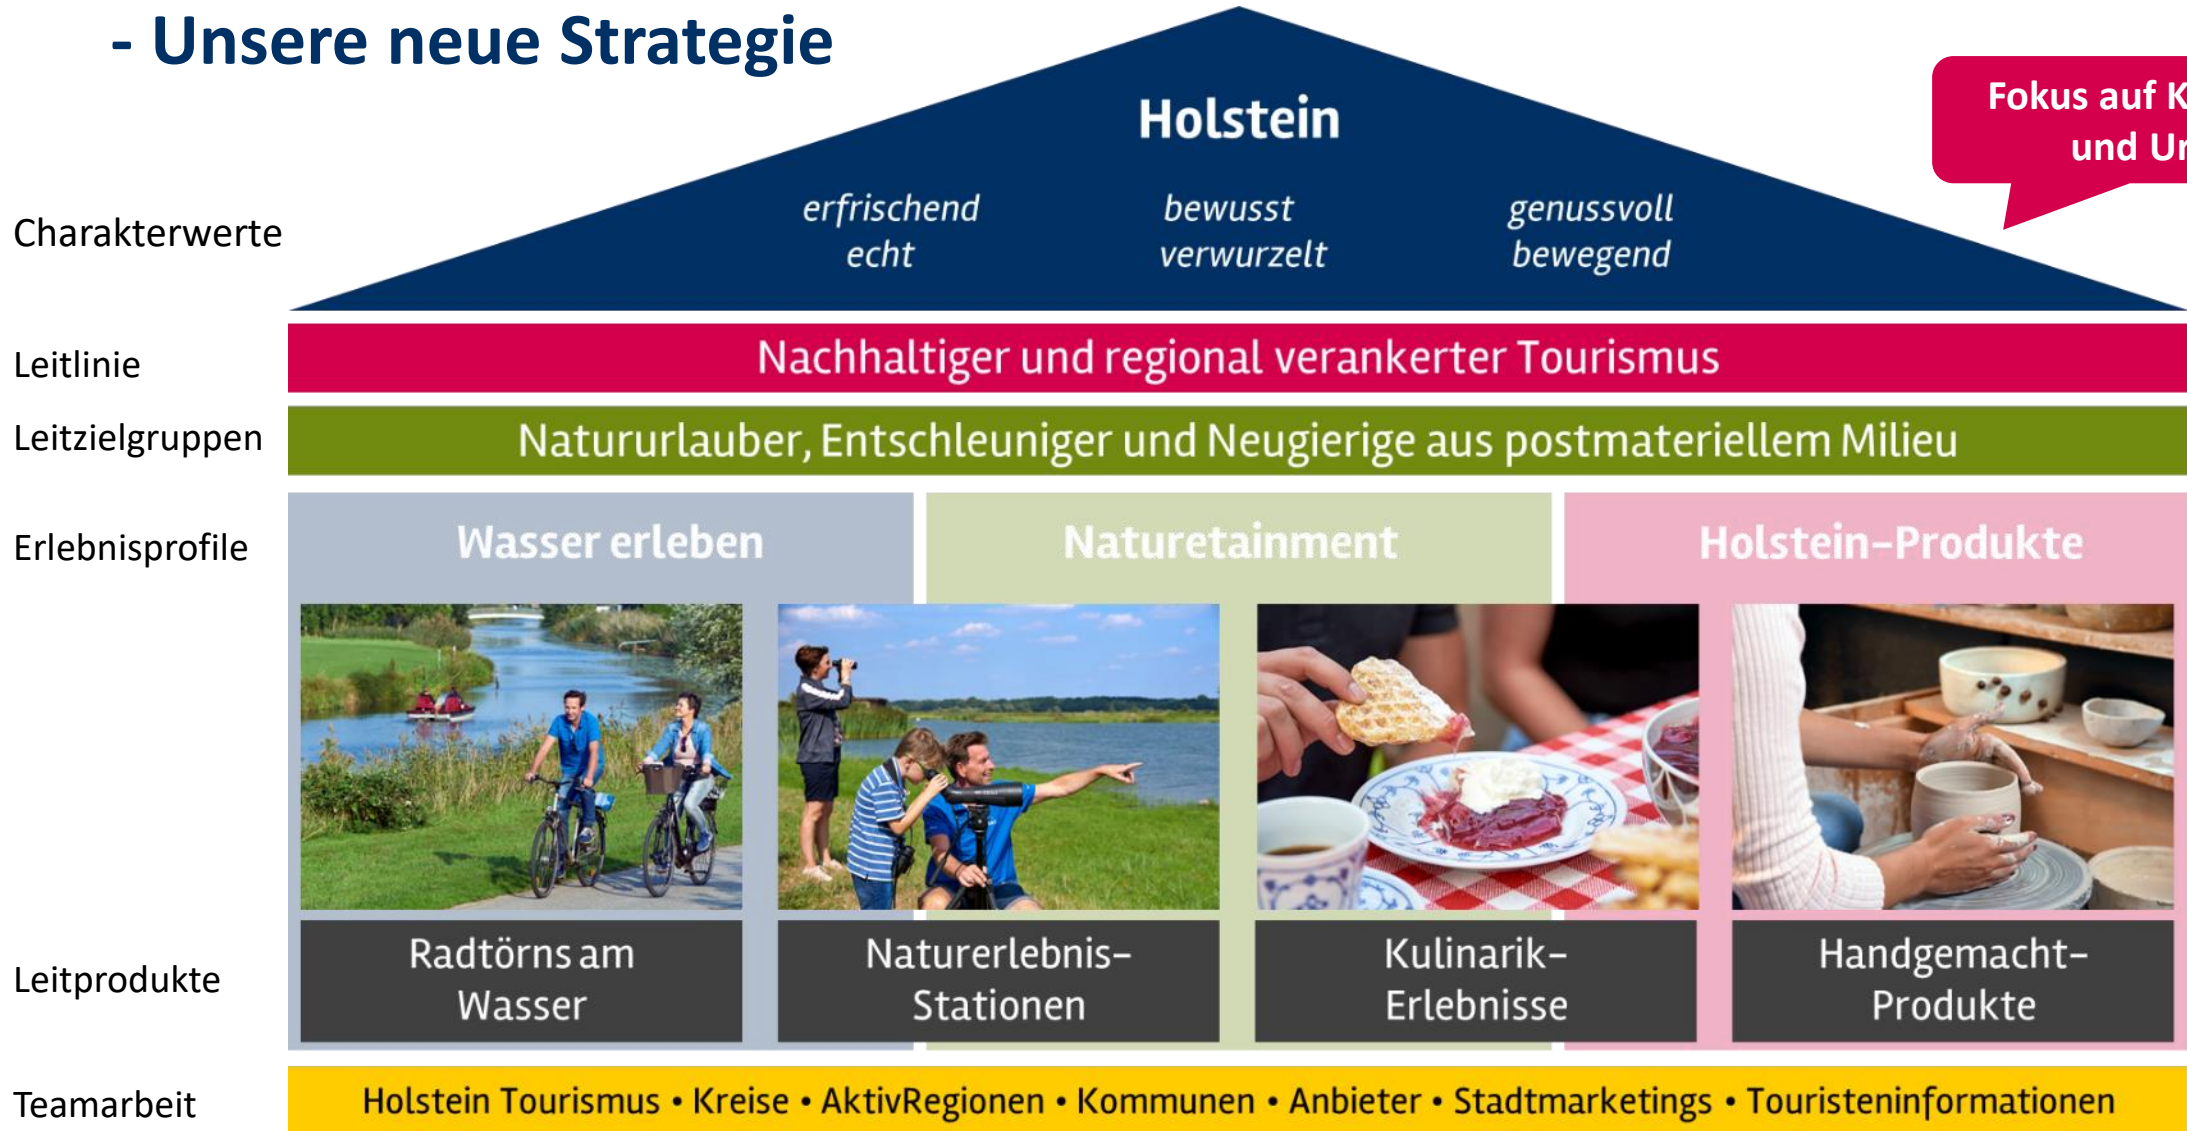 - Unsere neue Strategie
Holstein
Fokus auf
und
Charakterwerte
erfrischend bewusst genussvoll
echt verwurzelt bewegend
Leitlinie
Nachhaltiger und regional verankerter Tourismus
Leitzielgruppen
Natururlauber, Entschleuniger und Neugierige aus postmateriellem Milieu
Erlebnisprofile
Wasser erleben
Naturetainment
Holstein-Produkte
Leitprodukte
Radtörns am
Wasser
Naturerlebnis-
Stationen
Kulinarik-
Erlebnisse
Handgemacht-
Produkte
Teamarbeit
Holstein Tourismus • Kreise • AktivRegionen • Kommunen • Anbieter • Stadtmarketings • Touristeninformationen